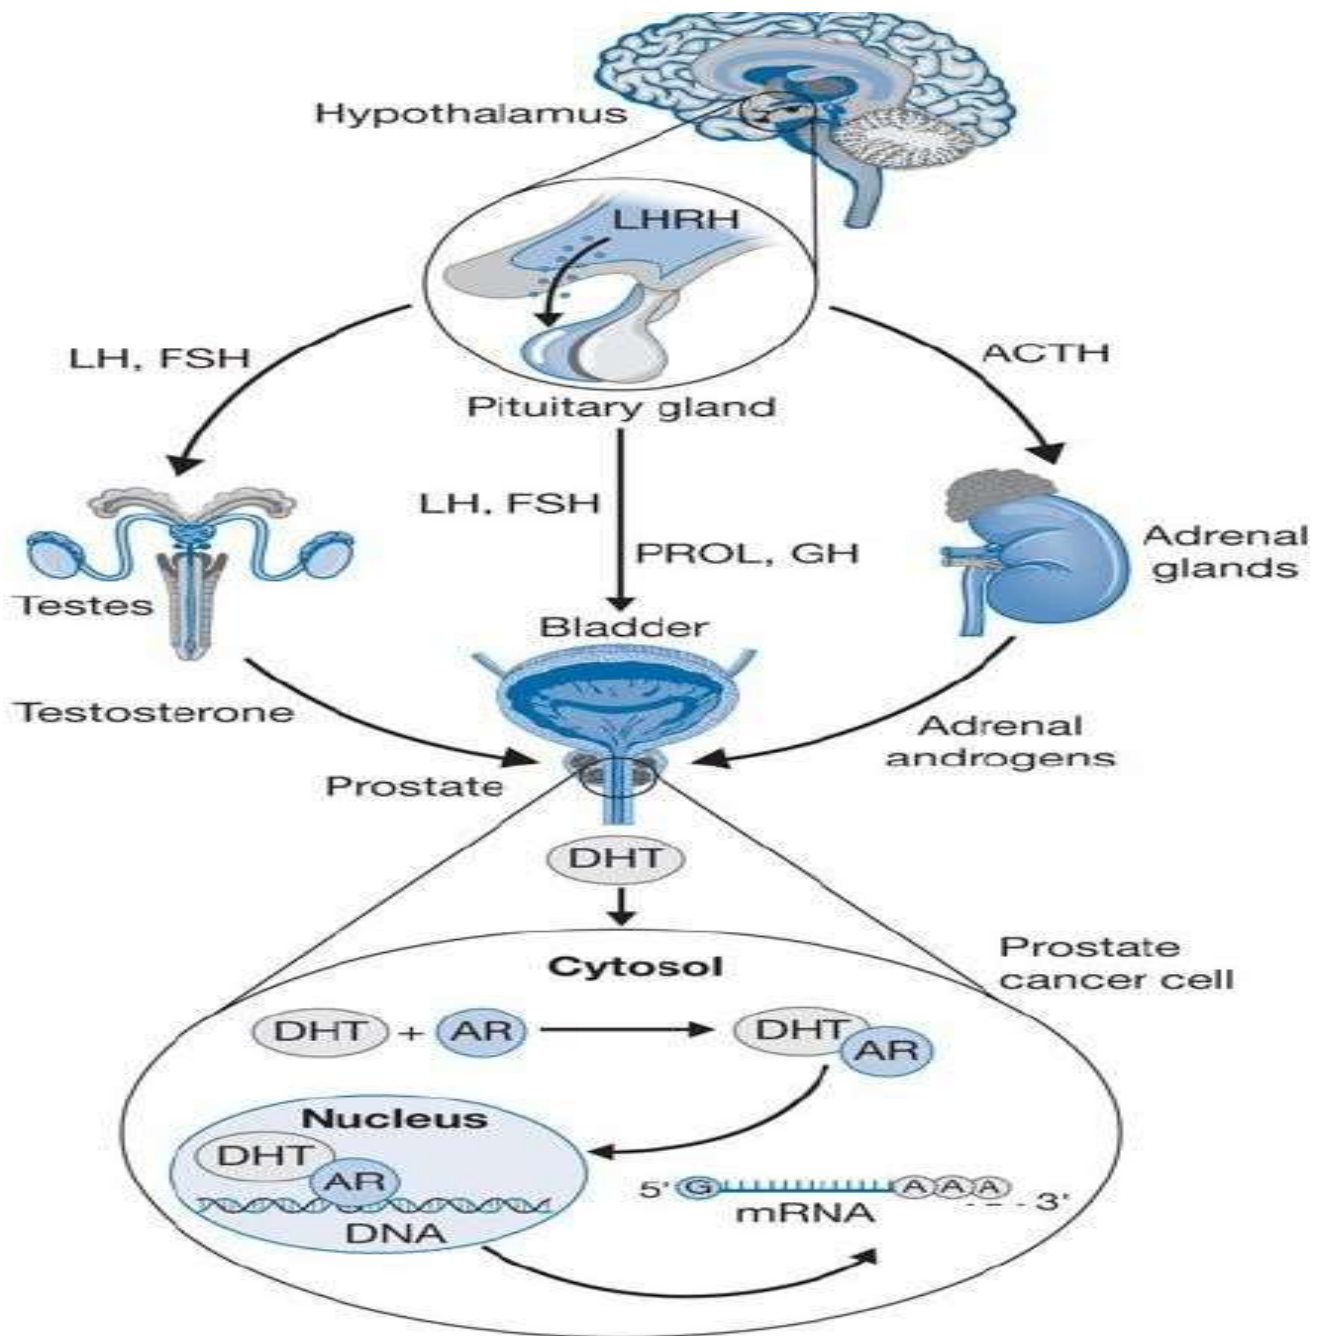 Hypothalamus
LHRH
LH, FSH
ACTH
Pituitary gland
LH, FSH
PROL, GH
Adrenal
glands
Testes
Bladder
Testosterone
Adrenal
androgens
Prostate
DHT
Prostate
cancer cell
Cytosol
DHT + AR
DHT
AR
Nucleus
DHT
AR
DNA
5' G AAA - - - 3'
mRNA